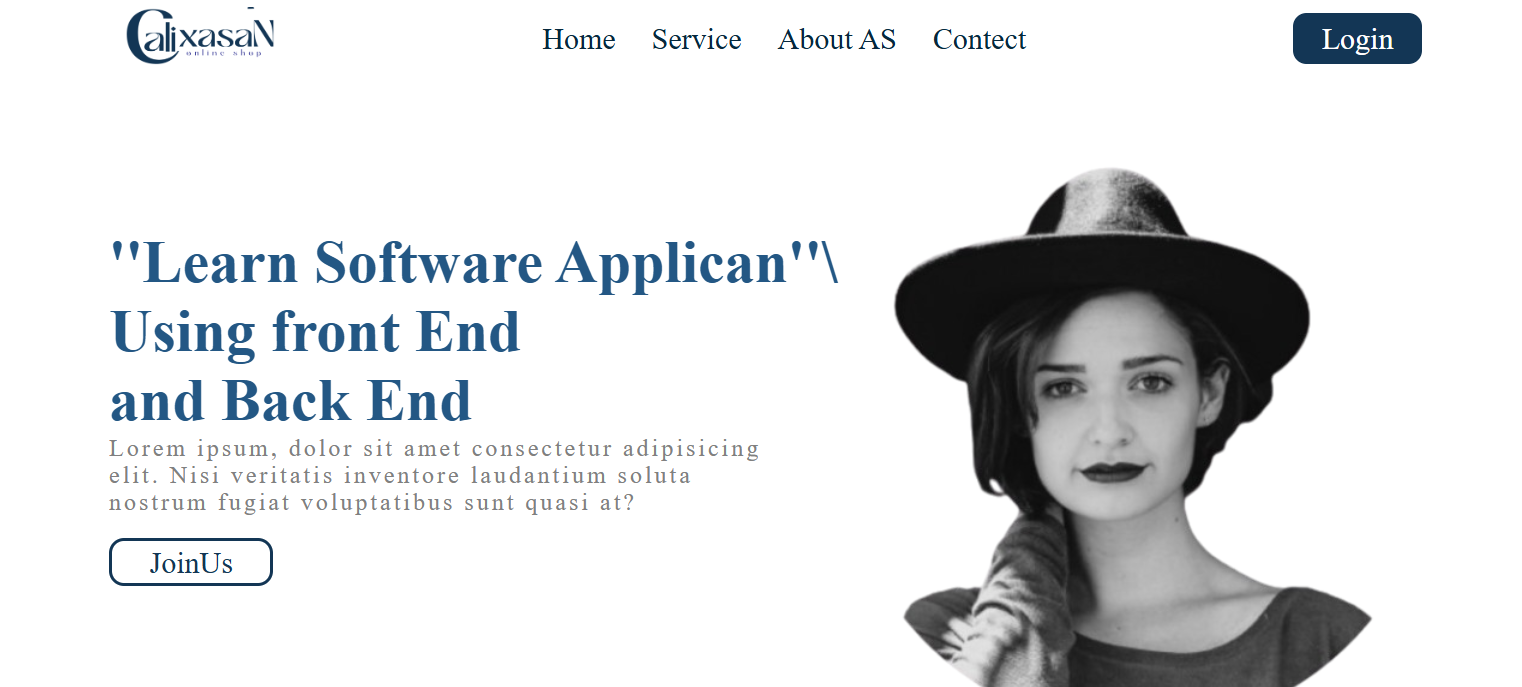 CalixasaN
online shop
Home Service About AS Contect
Login
''Learn Software Applican''\
Using front End
and Back End
Lorem ipsum, dolor sit amet consectetur adipisicing
elit. Nisi veritatis inventore laudantium soluta
nostrum fugiat voluptatibus sunt quasi at?
JoinUs